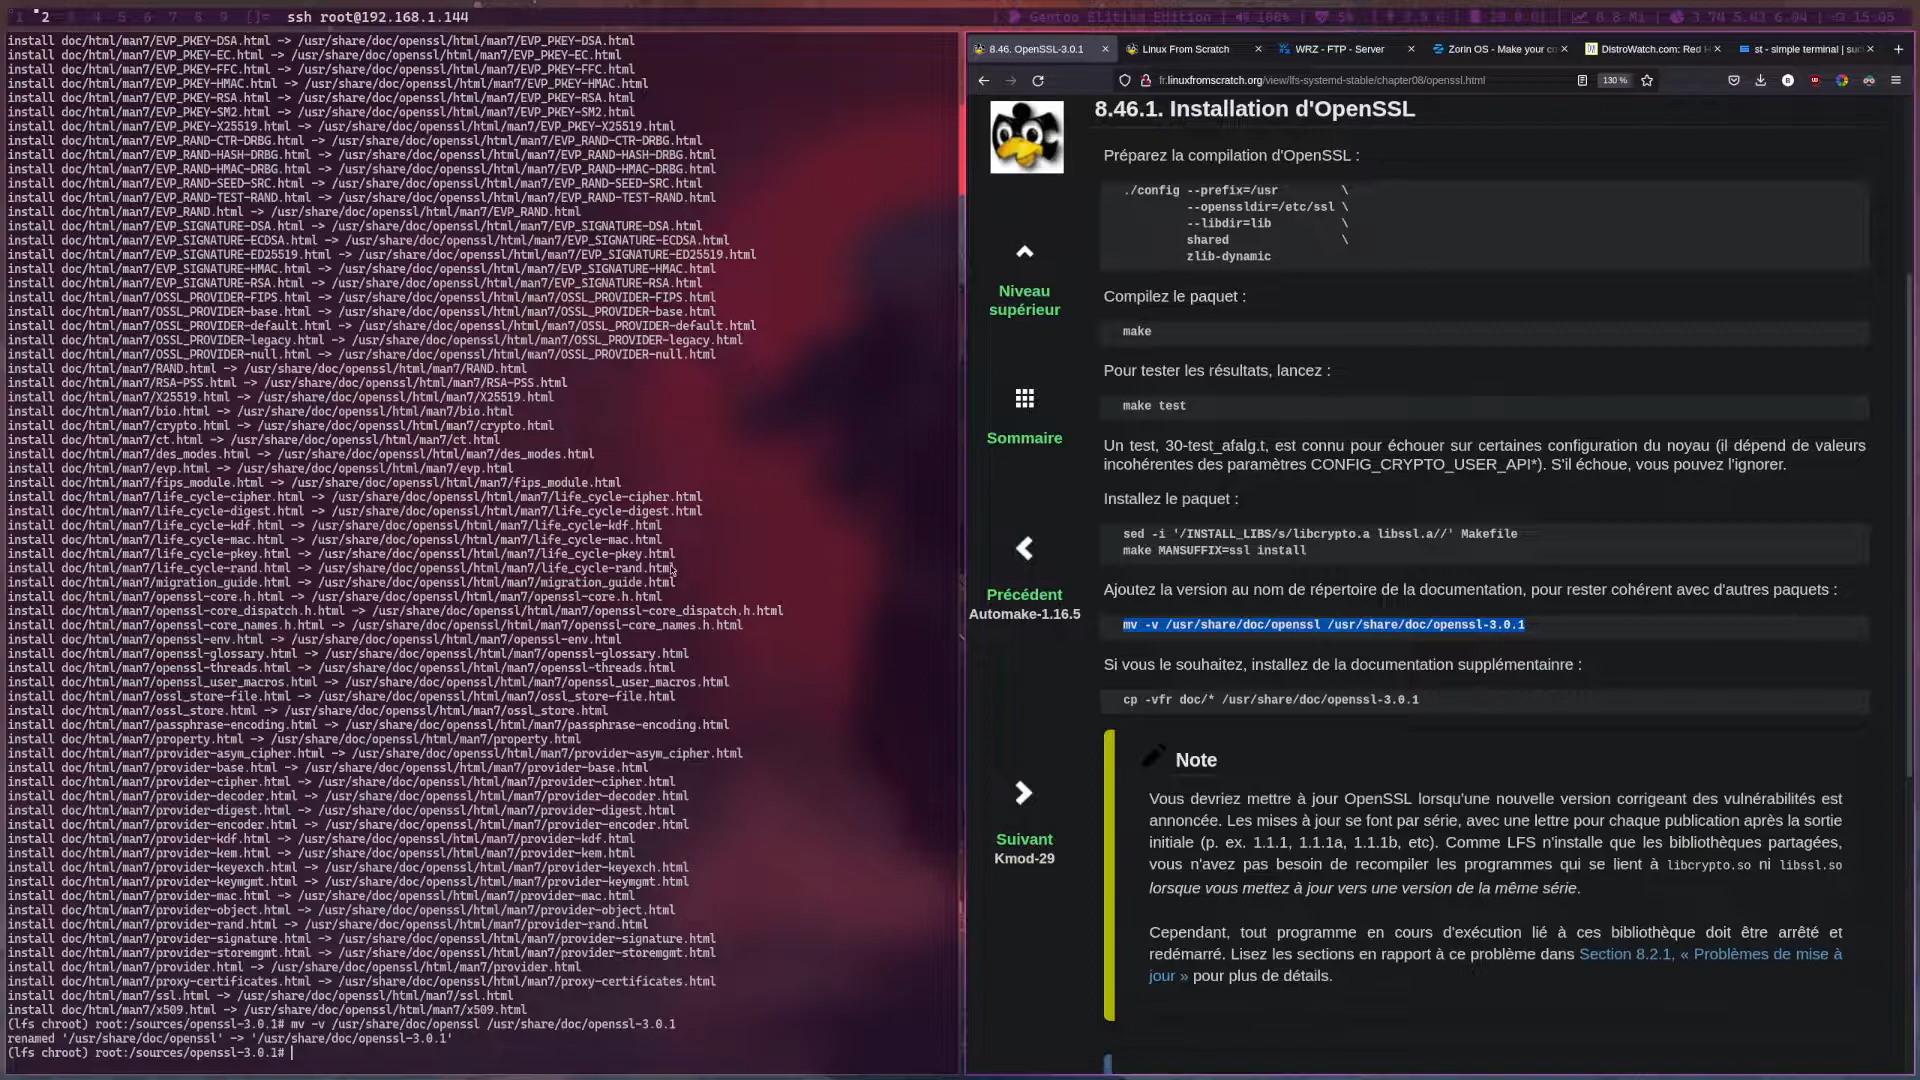 1 2 3 4 5 6 7 8 9 []= ssh root@192.168.1.144
Gentoo Elitism Edition
install doc/html/man7/EVP_PKEY-DSA.html -> /usr/share/doc/openssl/html/man7/EVP_PKEY-DSA.html
install doc/html/man7/EVP_PKEY-EC.html -> /usr/share/doc/openssl/html/man7/EVP_PKEY-EC.html
install doc/html/man7/EVP_PKEY-FFC.html -> /usr/share/doc/openssl/html/man7/EVP_PKEY-FFC.html
install doc/html/man7/EVP_PKEY-HMAC.html -> /usr/share/doc/openssl/html/man7/EVP_PKEY-HMAC.html
install doc/html/man7/EVP_PKEY-RSA.html -> /usr/share/doc/openssl/html/man7/EVP_PKEY-RSA.html
install doc/html/man7/EVP_PKEY-SM2.html -> /usr/share/doc/openssl/html/man7/EVP_PKEY-SM2.html
install doc/html/man7/EVP_PKEY-X25519.html -> /usr/share/doc/openssl/html/man7/EVP_PKEY-X25519.html
install doc/html/man7/EVP_RAND-CTR-DRBG.html -> /usr/share/doc/openssl/html/man7/EVP_RAND-CTR-DRBG.html
install doc/html/man7/EVP_RAND-HASH-DRBG.html -> /usr/share/doc/openssl/html/man7/EVP_RAND-HASH-DRBG.html
install doc/html/man7/EVP_RAND-HMAC-DRBG.html -> /usr/share/doc/openssl/html/man7/EVP_RAND-HMAC-DRBG.html
install doc/html/man7/EVP_RAND-SEED-SRC.html -> /usr/share/doc/openssl/html/man7/EVP_RAND-SEED-SRC.html
install doc/html/man7/EVP_RAND-TEST-RAND.html -> /usr/share/doc/openssl/html/man7/EVP_RAND-TEST-RAND.html
install doc/html/man7/EVP_RAND.html -> /usr/share/doc/openssl/html/man7/EVP_RAND.html
install doc/html/man7/EVP_SIGNATURE-DSA.html -> /usr/share/doc/openssl/html/man7/EVP_SIGNATURE-DSA.html
install doc/html/man7/EVP_SIGNATURE-ECDSA.html -> /usr/share/doc/openssl/html/man7/EVP_SIGNATURE-ECDSA.html
install doc/html/man7/EVP_SIGNATURE-ED25519.html -> /usr/share/doc/openssl/html/man7/EVP_SIGNATURE-ED25519.html
install doc/html/man7/EVP_SIGNATURE-HMAC.html -> /usr/share/doc/openssl/html/man7/EVP_SIGNATURE-HMAC.html
install doc/html/man7/EVP_SIGNATURE-RSA.html -> /usr/share/doc/openssl/html/man7/EVP_SIGNATURE-RSA.html
install doc/html/man7/OSSL_PROVIDER-FIPS.html -> /usr/share/doc/openssl/html/man7/OSSL_PROVIDER-FIPS.html
install doc/html/man7/OSSL_PROVIDER-base.html -> /usr/share/doc/openssl/html/man7/OSSL_PROVIDER-base.html
install doc/html/man7/OSSL_PROVIDER-default.html -> /usr/share/doc/openssl/html/man7/OSSL_PROVIDER-default.html
install doc/html/man7/OSSL_PROVIDER-legacy.html -> /usr/share/doc/openssl/html/man7/OSSL_PROVIDER-legacy.html
install doc/html/man7/OSSL_PROVIDER-null.html -> /usr/share/doc/openssl/html/man7/OSSL_PROVIDER-null.html
install doc/html/man7/RAND.html -> /usr/share/doc/openssl/html/man7/RAND.html
install doc/html/man7/RSA-PSS.html -> /usr/share/doc/openssl/html/man7/RSA-PSS.html
install doc/html/man7/X25519.html -> /usr/share/doc/openssl/html/man7/X25519.html
install doc/html/man7/bio.html -> /usr/share/doc/openssl/html/man7/bio.html
install doc/html/man7/crypto.html -> /usr/share/doc/openssl/html/man7/crypto.html
install doc/html/man7/ct.html -> /usr/share/doc/openssl/html/man7/ct.html
install doc/html/man7/des_modes.html -> /usr/share/doc/openssl/html/man7/des_modes.html
install doc/html/man7/evp.html -> /usr/share/doc/openssl/html/man7/evp.html
install doc/html/man7/fips_module.html -> /usr/share/doc/openssl/html/man7/fips_module.html
install doc/html/man7/life_cycle-cipher.html -> /usr/share/doc/openssl/html/man7/life_cycle-cipher.html
install doc/html/man7/life_cycle-digest.html -> /usr/share/doc/openssl/html/man7/life_cycle-digest.html
install doc/html/man7/life_cycle-kdf.html -> /usr/share/doc/openssl/html/man7/life_cycle-kdf.html
install doc/html/man7/life_cycle-mac.html -> /usr/share/doc/openssl/html/man7/life_cycle-mac.html
install doc/html/man7/life_cycle-pkey.html -> /usr/share/doc/openssl/html/man7/life_cycle-pkey.html
install doc/html/man7/life_cycle-rand.html -> /usr/share/doc/openssl/html/man7/life_cycle-rand.html
install doc/html/man7/migration_guide.html -> /usr/share/doc/openssl/html/man7/migration_guide.html
install doc/html/man7/openssl-core.h.html -> /usr/share/doc/openssl/html/man7/openssl-core.h.html
install doc/html/man7/openssl-core_dispatch.h.html -> /usr/share/doc/openssl/html/man7/openssl-core_dispatch.h.html
install doc/html/man7/openssl-core_names.h.html -> /usr/share/doc/openssl/html/man7/openssl-core_names.h.html
install doc/html/man7/openssl-env.html -> /usr/share/doc/openssl/html/man7/openssl-env.html
install doc/html/man7/openssl-glossary.html -> /usr/share/doc/openssl/html/man7/openssl-glossary.html
install doc/html/man7/openssl-threads.html -> /usr/share/doc/openssl/html/man7/openssl-threads.html
install doc/html/man7/openssl_user_macros.html -> /usr/share/doc/openssl/html/man7/openssl_user_macros.html
install doc/html/man7/ossl_store-file.html -> /usr/share/doc/openssl/html/man7/ossl_store-file.html
install doc/html/man7/ossl_store.html -> /usr/share/doc/openssl/html/man7/ossl_store.html
install doc/html/man7/passphrase-encoding.html -> /usr/share/doc/openssl/html/man7/passphrase-encoding.html
install doc/html/man7/property.html -> /usr/share/doc/openssl/html/man7/property.html
install doc/html/man7/provider-asym_cipher.html -> /usr/share/doc/openssl/html/man7/provider-asym_cipher.html
install doc/html/man7/provider-base.html -> /usr/share/doc/openssl/html/man7/provider-base.html
install doc/html/man7/provider-cipher.html -> /usr/share/doc/openssl/html/man7/provider-cipher.html
install doc/html/man7/provider-decoder.html -> /usr/share/doc/openssl/html/man7/provider-decoder.html
install doc/html/man7/provider-digest.html -> /usr/share/doc/openssl/html/man7/provider-digest.html
install doc/html/man7/provider-encoder.html -> /usr/share/doc/openssl/html/man7/provider-encoder.html
install doc/html/man7/provider-kdf.html -> /usr/share/doc/openssl/html/man7/provider-kdf.html
install doc/html/man7/provider-kem.html -> /usr/share/doc/openssl/html/man7/provider-kem.html
install doc/html/man7/provider-keyexch.html -> /usr/share/doc/openssl/html/man7/provider-keyexch.html
install doc/html/man7/provider-keymgmt.html -> /usr/share/doc/openssl/html/man7/provider-keymgmt.html
install doc/html/man7/provider-mac.html -> /usr/share/doc/openssl/html/man7/provider-mac.html
install doc/html/man7/provider-object.html -> /usr/share/doc/openssl/html/man7/provider-object.html
install doc/html/man7/provider-rand.html -> /usr/share/doc/openssl/html/man7/provider-rand.html
install doc/html/man7/provider-signature.html -> /usr/share/doc/openssl/html/man7/provider-signature.html
install doc/html/man7/provider-storemgmt.html -> /usr/share/doc/openssl/html/man7/provider-storemgmt.html
install doc/html/man7/provider.html -> /usr/share/doc/openssl/html/man7/provider.html
install doc/html/man7/proxy-certificates.html -> /usr/share/doc/openssl/html/man7/proxy-certificates.html
install doc/html/man7/ssl.html -> /usr/share/doc/openssl/html/man7/ssl.html
install doc/html/man7/x509.html -> /usr/share/doc/openssl/html/man7/x509.html
(lfs chroot) root:/sources/openssl-3.0.1# mv -v /usr/share/doc/openssl /usr/share/doc/openssl-3.0.1
renamed '/usr/share/doc/openssl' -> '/usr/share/doc/openssl-3.0.1'
(lfs chroot) root:/sources/openssl-3.0.1#
8.46. OpenSSL-3.0.1
Linux From Scratch
WRZ - FTP - Server
Zorin OS - Make your co
DistroWatch.com: Red H
st - simple terminal | suc
fr.linuxfromscratch.org/view/lfs-systemd-stable/chapter08/openssl.html
130 %
8.46.1. Installation d'OpenSSL
Niveau
supérieur
Sommaire
Précédent
Automake-1.16.5
Suivant
Kmod-29
Préparez la compilation d'OpenSSL :
./config --prefix=/usr \
--openssldir=/etc/ssl \
--libdir=lib \
shared \
zlib-dynamic
Compilez le paquet :
make
Pour tester les résultats, lancez :
make test
Un test, 30-test_afalg.t, est connu pour échouer sur certaines configuration du noyau (il dépend de valeurs
incohérentes des paramètres CONFIG_CRYPTO_USER_API*). S'il échoue, vous pouvez l'ignorer.
Installez le paquet :
sed -i '/INSTALL_LIBS/s/libcrypto.a libssl.a//' Makefile
make MANSUFFIX=ssl install
Ajoutez la version au nom de répertoire de la documentation, pour rester cohérent avec d'autres paquets :
mv -v /usr/share/doc/openssl /usr/share/doc/openssl-3.0.1
Si vous le souhaitez, installez de la documentation supplémentainre :
cp -vfr doc/* /usr/share/doc/openssl-3.0.1
Note
Vous devriez mettre à jour OpenSSL lorsqu'une nouvelle version corrigeant des vulnérabilités est
annoncée. Les mises à jour se font par série, avec une lettre pour chaque publication après la sortie
initiale (p. ex. 1.1.1, 1.1.1a, 1.1.1b, etc). Comme LFS n'installe que les bibliothèques partagées,
vous n'avez pas besoin de recompiler les programmes qui se lient à libcrypto.so ni libssl.so
lorsque vous mettez à jour vers une version de la même série.
Cependant, tout programme en cours d'exécution lié à ces bibliothèque doit être arrêté et
redémarré. Lisez les sections en rapport à ce problème dans Section 8.2.1, « Problèmes de mise à
jour » pour plus de détails.